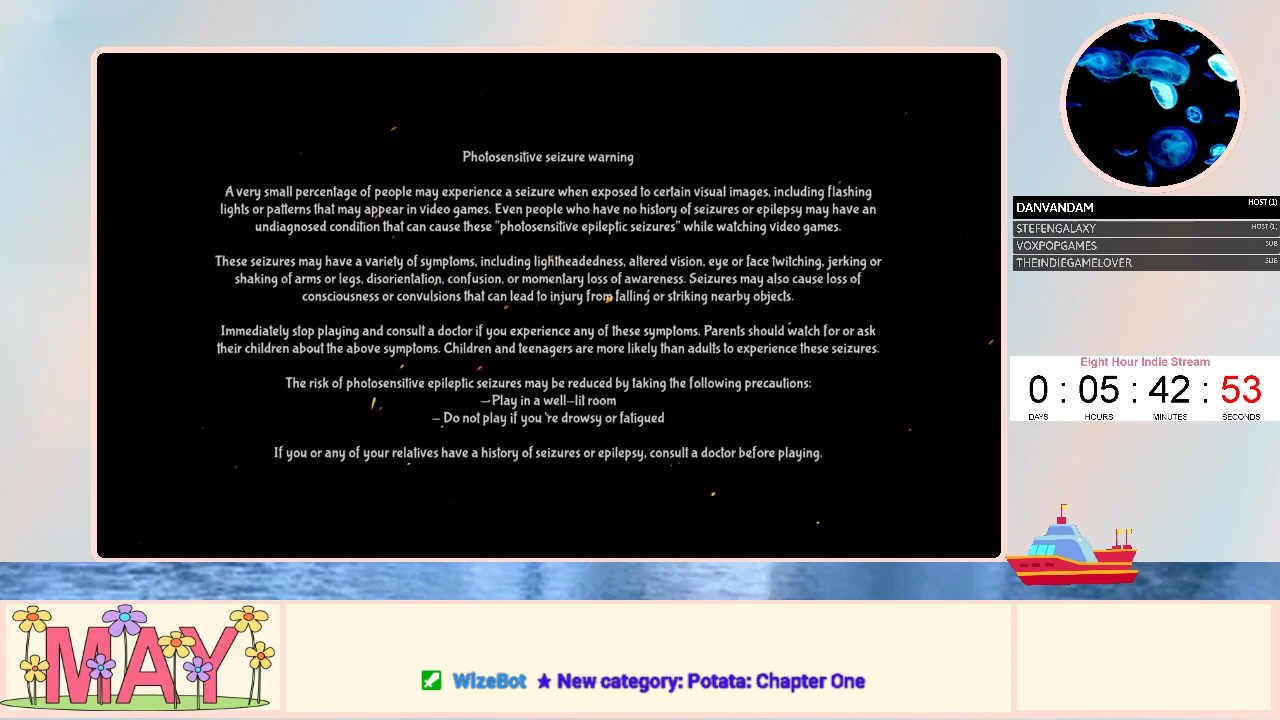 Photosensitive seizure warning
A very small percentage of people may experience a seizure when exposed to certain visual images, including flashing
lights or patterns that may appear in video games. Even people who have no history of seizures or epilepsy may have an
undiagnosed condition that can cause these "photosensitive epileptic seizures" while watching video games.
These seizures may have a variety of symptoms, including lightheadedness, altered vision, eye or face twitching, jerking or
shaking of arms or legs, disorientation, confusion, or momentary loss of awareness. Seizures may also cause loss of
consciousness or convulsions that can lead to injury from falling or striking nearby objects.
Immediately stop playing and consult a doctor if you experience any of these symptoms. Parents should watch for or ask
their children about the above symptoms. Children and teenagers are more likely than adults to experience these seizures.
The risk of photosensitive epileptic seizures may be reduced by taking the following precautions:
—Play in a well—lit room
— Do not play if you 're drowsy or fatigued
If you or any of your relatives have a history of seizures or epilepsy, consult a doctor before playing.
DANVANDAM HOST (1)
STEFENGALAXY HOST (1)
VOXPOPGAMES SUB
THEINDIEGAMELOVER SUB
Eight Hour Indie Stream
0 : 05 : 42 : 53
DAYS HOURS MINUTES SECONDS
MAY
WizeBot ★ New category: Potata: Chapter One